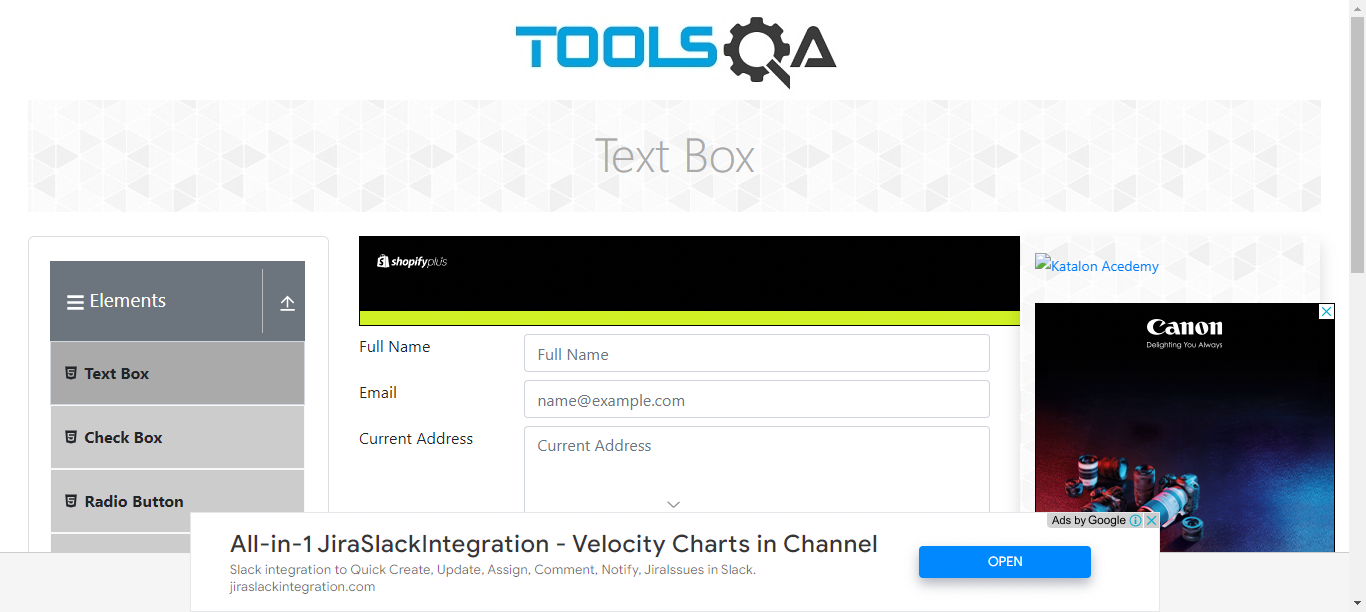 TOOLSQA
Text Box
Elements
Text Box
Check Box
Radio Button
shopifyplus
Full Name
Full Name
Email
name@example.com
Current Address
Current Address
Katalon Acedemy
Canon
Delighting You Always
Ads by Google
All-in-1 JiraSlackIntegration - Velocity Charts in Channel
Slack integration to Quick Create, Update, Assign, Comment, Notify, JiraIssues in Slack.
jiraslackintegration.com
OPEN